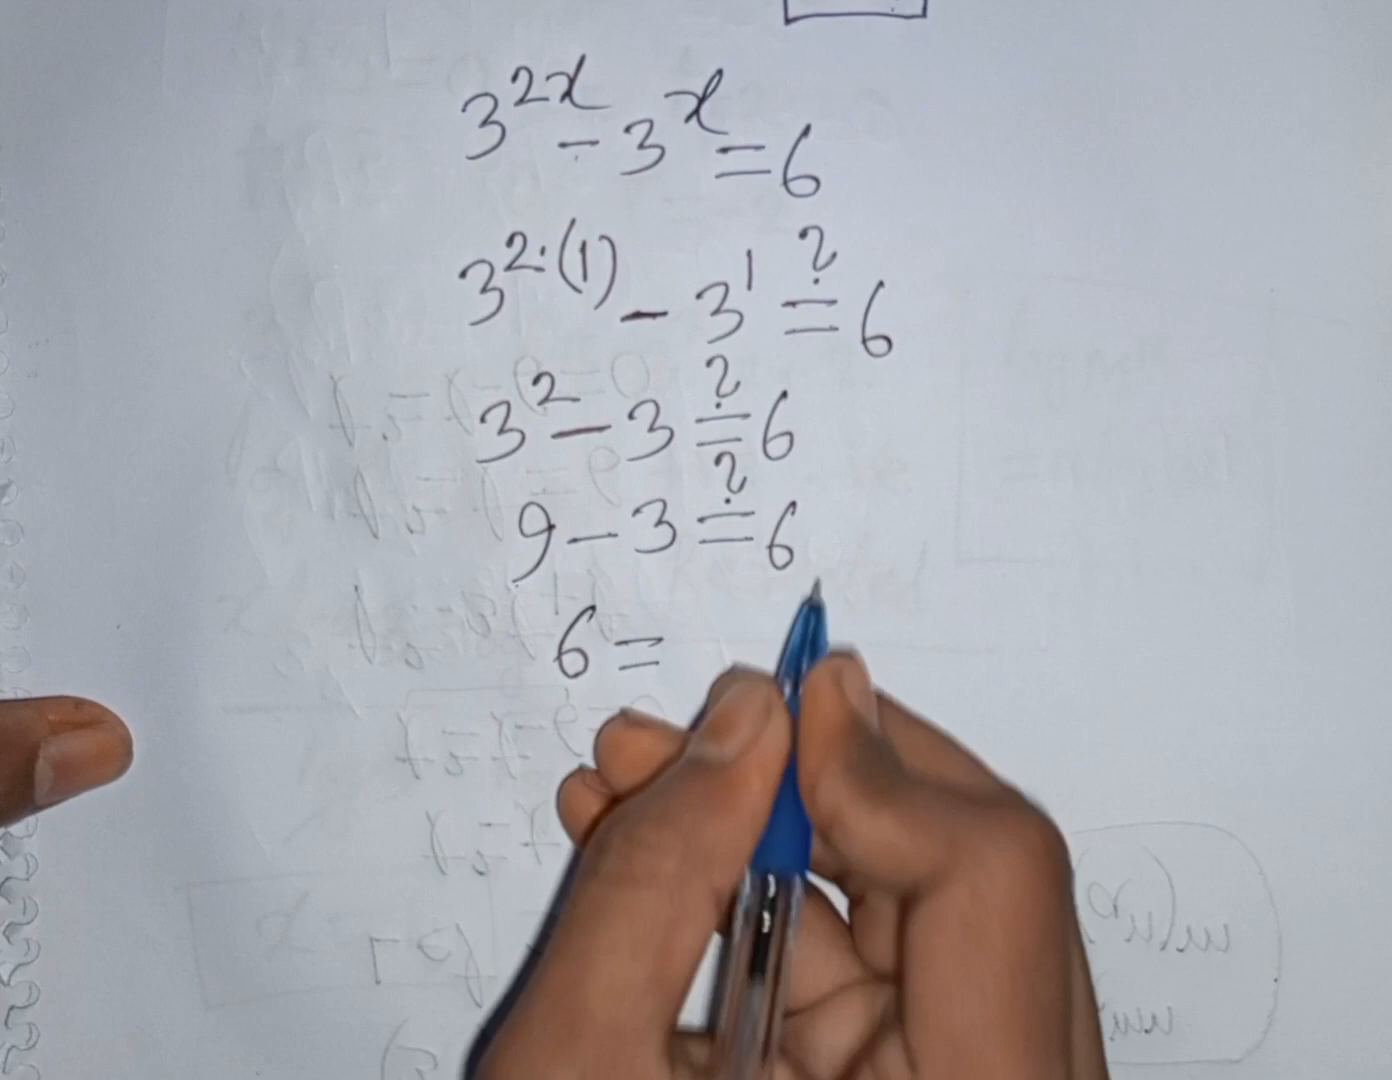 3^{2x} - 3^x = 6
3^{2·(1)} - 3^1 ≟ 6
3^2 - 3 ≟ 6
9 - 3 ≟ 6
6 =